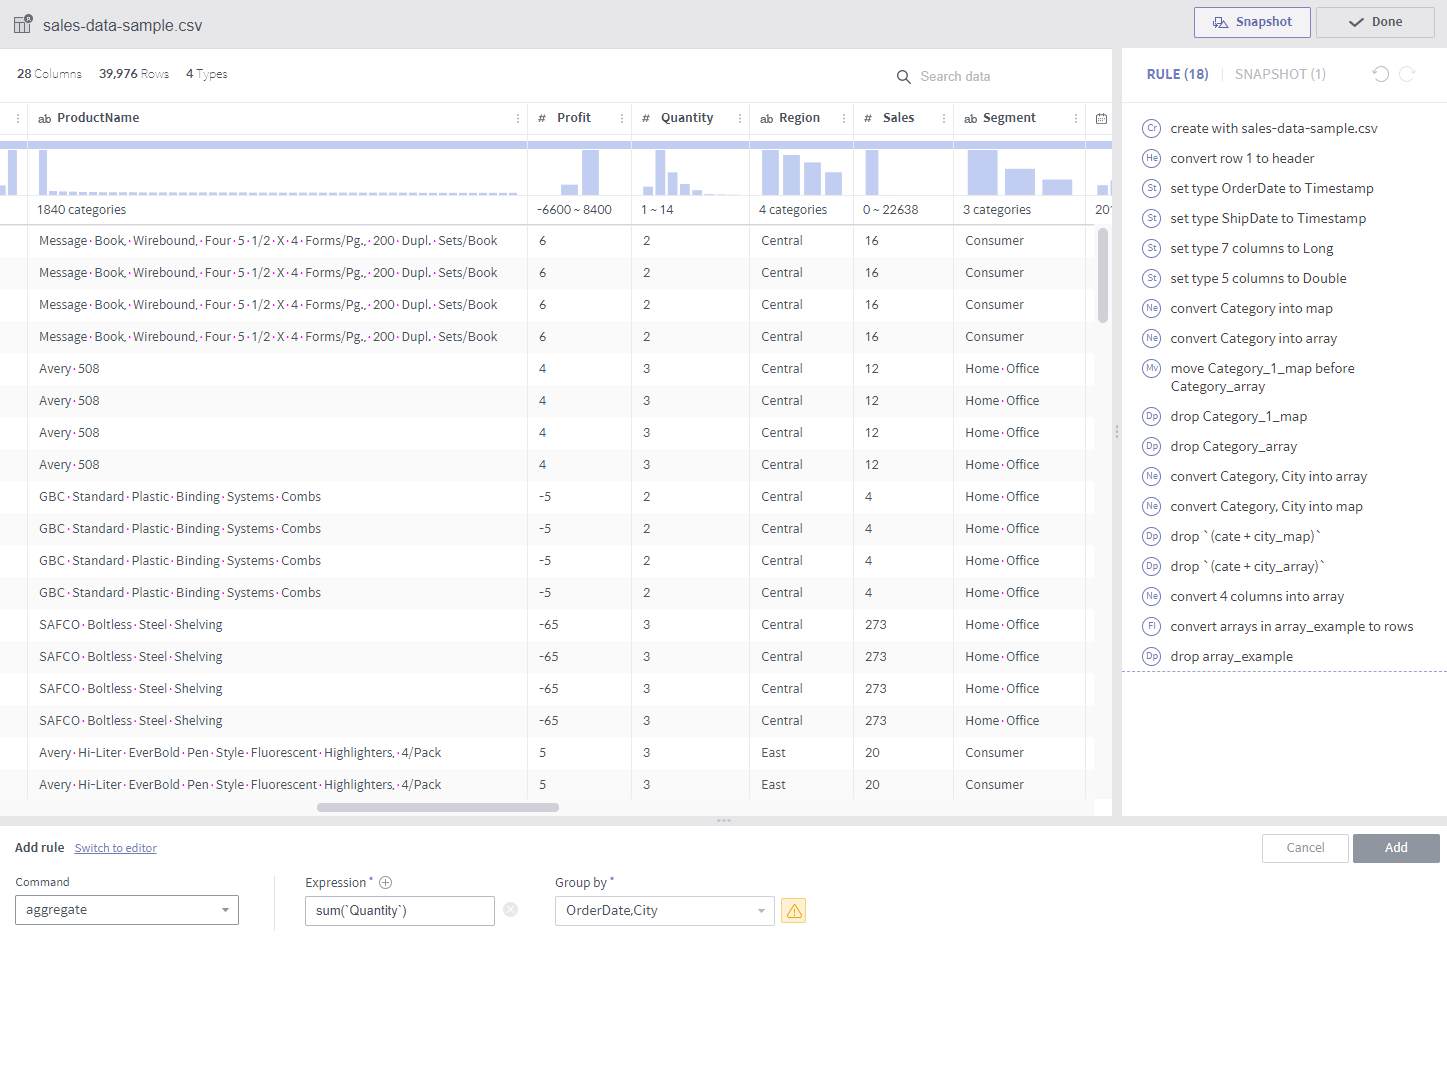 sales-data-sample.csv
Snapshot
Done
28 Columns 39,976 Rows 4 Types
Search data
RULE (18) SNAPSHOT (1)
ab ProductName # Profit # Quantity ab Region # Sales ab Segment
1840 categories -6600 ~ 8400 1 ~ 14 4 categories 0 ~ 22638 3 categories 201
Message·Book,·Wirebound,·Four·5·1/2·X·4·Forms/Pg.,·200·Dupl.·Sets/Book 6 2 Central 16 Consumer
Message·Book,·Wirebound,·Four·5·1/2·X·4·Forms/Pg.,·200·Dupl.·Sets/Book 6 2 Central 16 Consumer
Message·Book,·Wirebound,·Four·5·1/2·X·4·Forms/Pg.,·200·Dupl.·Sets/Book 6 2 Central 16 Consumer
Message·Book,·Wirebound,·Four·5·1/2·X·4·Forms/Pg.,·200·Dupl.·Sets/Book 6 2 Central 16 Consumer
Avery·508 4 3 Central 12 Home·Office
Avery·508 4 3 Central 12 Home·Office
Avery·508 4 3 Central 12 Home·Office
Avery·508 4 3 Central 12 Home·Office
GBC·Standard·Plastic·Binding·Systems·Combs -5 2 Central 4 Home·Office
GBC·Standard·Plastic·Binding·Systems·Combs -5 2 Central 4 Home·Office
GBC·Standard·Plastic·Binding·Systems·Combs -5 2 Central 4 Home·Office
GBC·Standard·Plastic·Binding·Systems·Combs -5 2 Central 4 Home·Office
SAFCO·Boltless·Steel·Shelving -65 3 Central 273 Home·Office
SAFCO·Boltless·Steel·Shelving -65 3 Central 273 Home·Office
SAFCO·Boltless·Steel·Shelving -65 3 Central 273 Home·Office
SAFCO·Boltless·Steel·Shelving -65 3 Central 273 Home·Office
Avery·Hi-Liter·EverBold·Pen·Style·Fluorescent·Highlighters,·4/Pack 5 3 East 20 Consumer
Avery·Hi-Liter·EverBold·Pen·Style·Fluorescent·Highlighters,·4/Pack 5 3 East 20 Consumer
Cr create with sales-data-sample.csv
He convert row 1 to header
St set type OrderDate to Timestamp
St set type ShipDate to Timestamp
St set type 7 columns to Long
St set type 5 columns to Double
Ne convert Category into map
Ne convert Category into array
Mv move Category_1_map before
Category_array
Dp drop Category_1_map
Dp drop Category_array
Ne convert Category, City into array
Ne convert Category, City into map
Dp drop `(cate + city_map)`
Dp drop `(cate + city_array)`
Ne convert 4 columns into array
Fl convert arrays in array_example to rows
Dp drop array_example
Add rule Switch to editor
Cancel
Add
Command
aggregate
Expression *
sum(`Quantity`)
Group by *
OrderDate,City